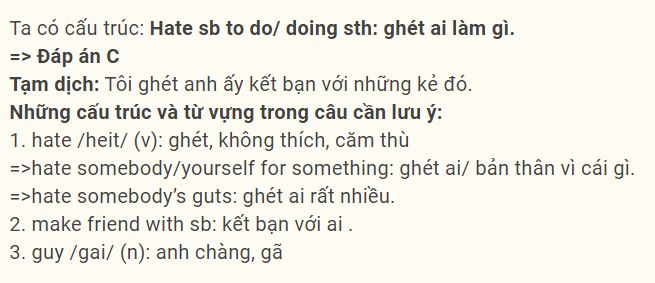 Ta có cấu trúc: Hate sb to do/ doing sth: ghét ai làm gì.
=> Đáp án C
Tạm dịch: Tôi ghét anh ấy kết bạn với những kẻ đó.
Những cấu trúc và từ vựng trong câu cần lưu ý:
1. hate /heit/ (v): ghét, không thích, căm thù
=>hate somebody/yourself for something: ghét ai/ bản thân vì cái gì.
=>hate somebody’s guts: ghét ai rất nhiều.
2. make friend with sb: kết bạn với ai .
3. guy /gai/ (n): anh chàng, gã